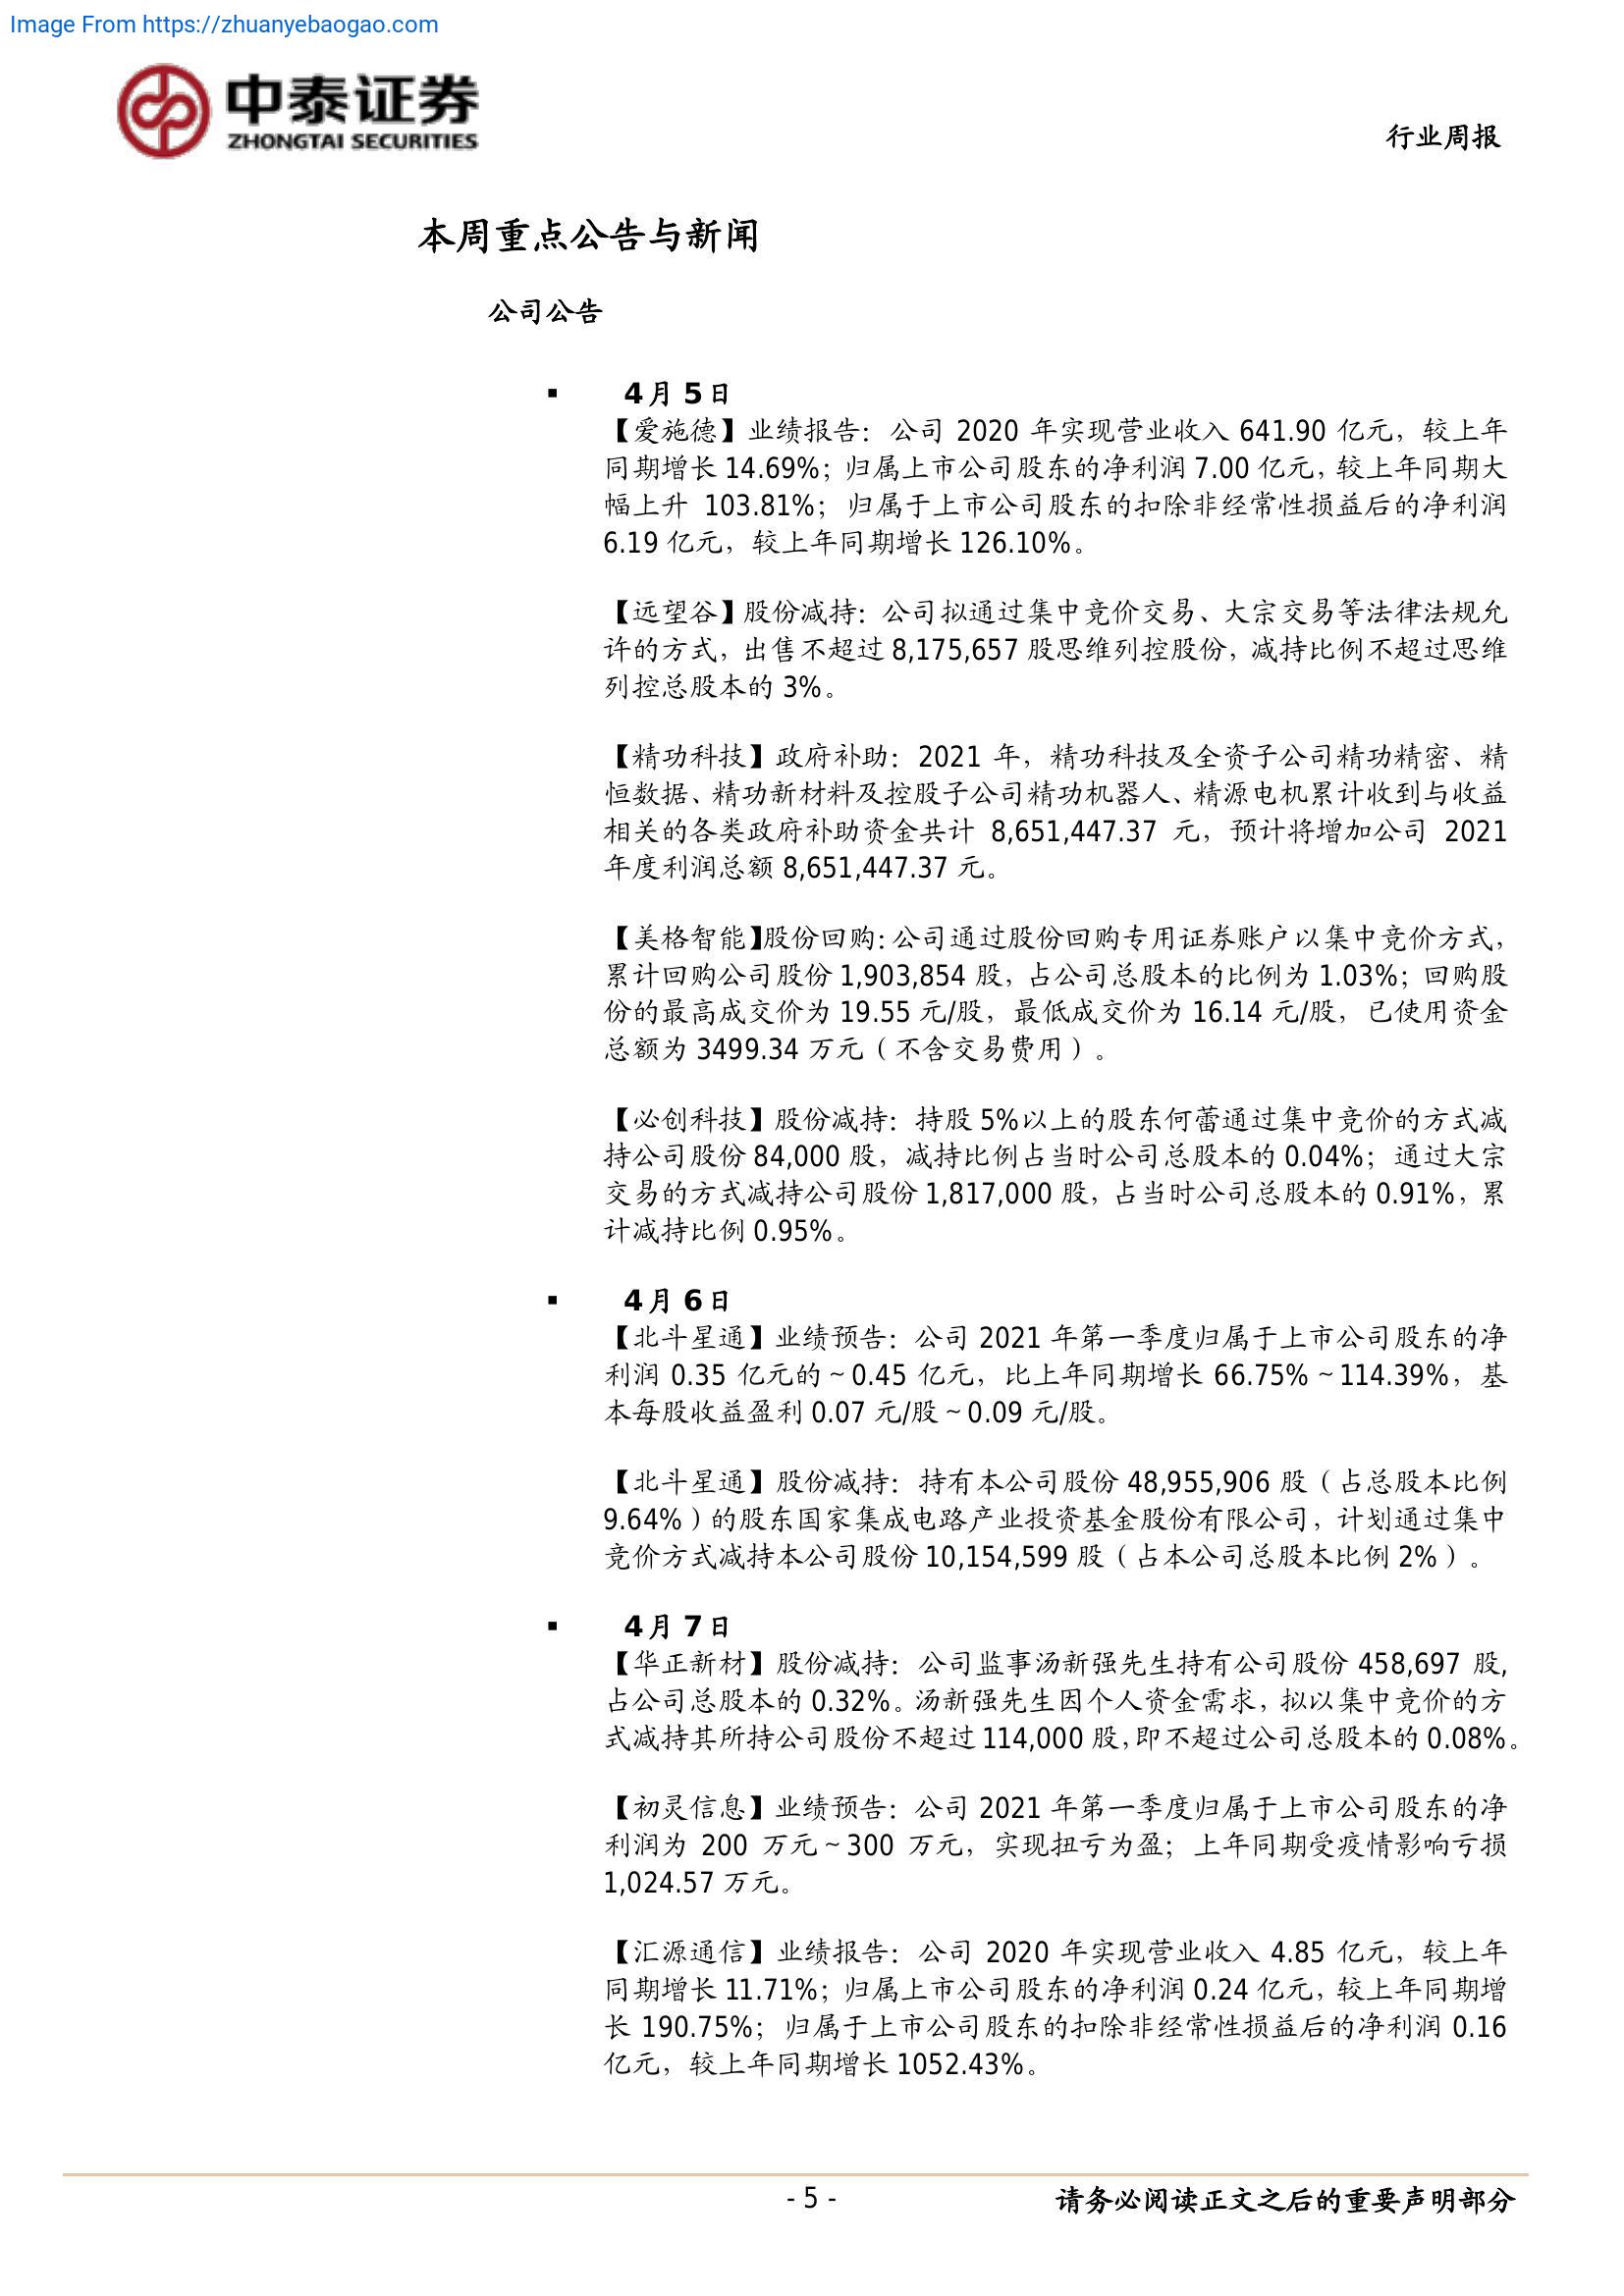 Image From https://zhuanyebaogao.com
中泰证券
ZHONGTAI SECURITIES
行业周报
本周重点公告与新闻
公司公告
▪ 4月5日
【爱施德】业绩报告：公司 2020 年实现营业收入 641.90 亿元，较上年
同期增长 14.69%；归属上市公司股东的净利润 7.00 亿元，较上年同期大
幅上升 103.81%；归属于上市公司股东的扣除非经常性损益后的净利润
6.19 亿元，较上年同期增长 126.10%。
【远望谷】股份减持：公司拟通过集中竞价交易、大宗交易等法律法规允
许的方式，出售不超过 8,175,657 股思维列控股份，减持比例不超过思维
列控总股本的 3%。
【精功科技】政府补助：2021 年，精功科技及全资子公司精功精密、精
恒数据、精功新材料及控股子公司精功机器人、精源电机累计收到与收益
相关的各类政府补助资金共计 8,651,447.37 元，预计将增加公司 2021
年度利润总额 8,651,447.37 元。
【美格智能】股份回购：公司通过股份回购专用证券账户以集中竞价方式，
累计回购公司股份 1,903,854 股，占公司总股本的比例为 1.03%；回购股
份的最高成交价为 19.55 元/股，最低成交价为 16.14 元/股，已使用资金
总额为 3499.34 万元（不含交易费用）。
【必创科技】股份减持：持股 5%以上的股东何蕾通过集中竞价的方式减
持公司股份 84,000 股，减持比例占当时公司总股本的 0.04%；通过大宗
交易的方式减持公司股份 1,817,000 股，占当时公司总股本的 0.91%，累
计减持比例 0.95%。
▪ 4月6日
【北斗星通】业绩预告：公司 2021 年第一季度归属于上市公司股东的净
利润 0.35 亿元的～0.45 亿元，比上年同期增长 66.75%～114.39%，基
本每股收益盈利 0.07 元/股～0.09 元/股。
【北斗星通】股份减持：持有本公司股份 48,955,906 股（占总股本比例
9.64%）的股东国家集成电路产业投资基金股份有限公司，计划通过集中
竞价方式减持本公司股份 10,154,599 股（占本公司总股本比例 2%）。
▪ 4月7日
【华正新材】股份减持：公司监事汤新强先生持有公司股份 458,697 股，
占公司总股本的 0.32%。汤新强先生因个人资金需求，拟以集中竞价的方
式减持其所持公司股份不超过 114,000 股，即不超过公司总股本的 0.08%。
【初灵信息】业绩预告：公司 2021 年第一季度归属于上市公司股东的净
利润为 200 万元～300 万元，实现扭亏为盈；上年同期受疫情影响亏损
1,024.57 万元。
【汇源通信】业绩报告：公司 2020 年实现营业收入 4.85 亿元，较上年
同期增长 11.71%；归属上市公司股东的净利润 0.24 亿元，较上年同期增
长 190.75%；归属于上市公司股东的扣除非经常性损益后的净利润 0.16
亿元，较上年同期增长 1052.43%。
- 5 -
请务必阅读正文之后的重要声明部分